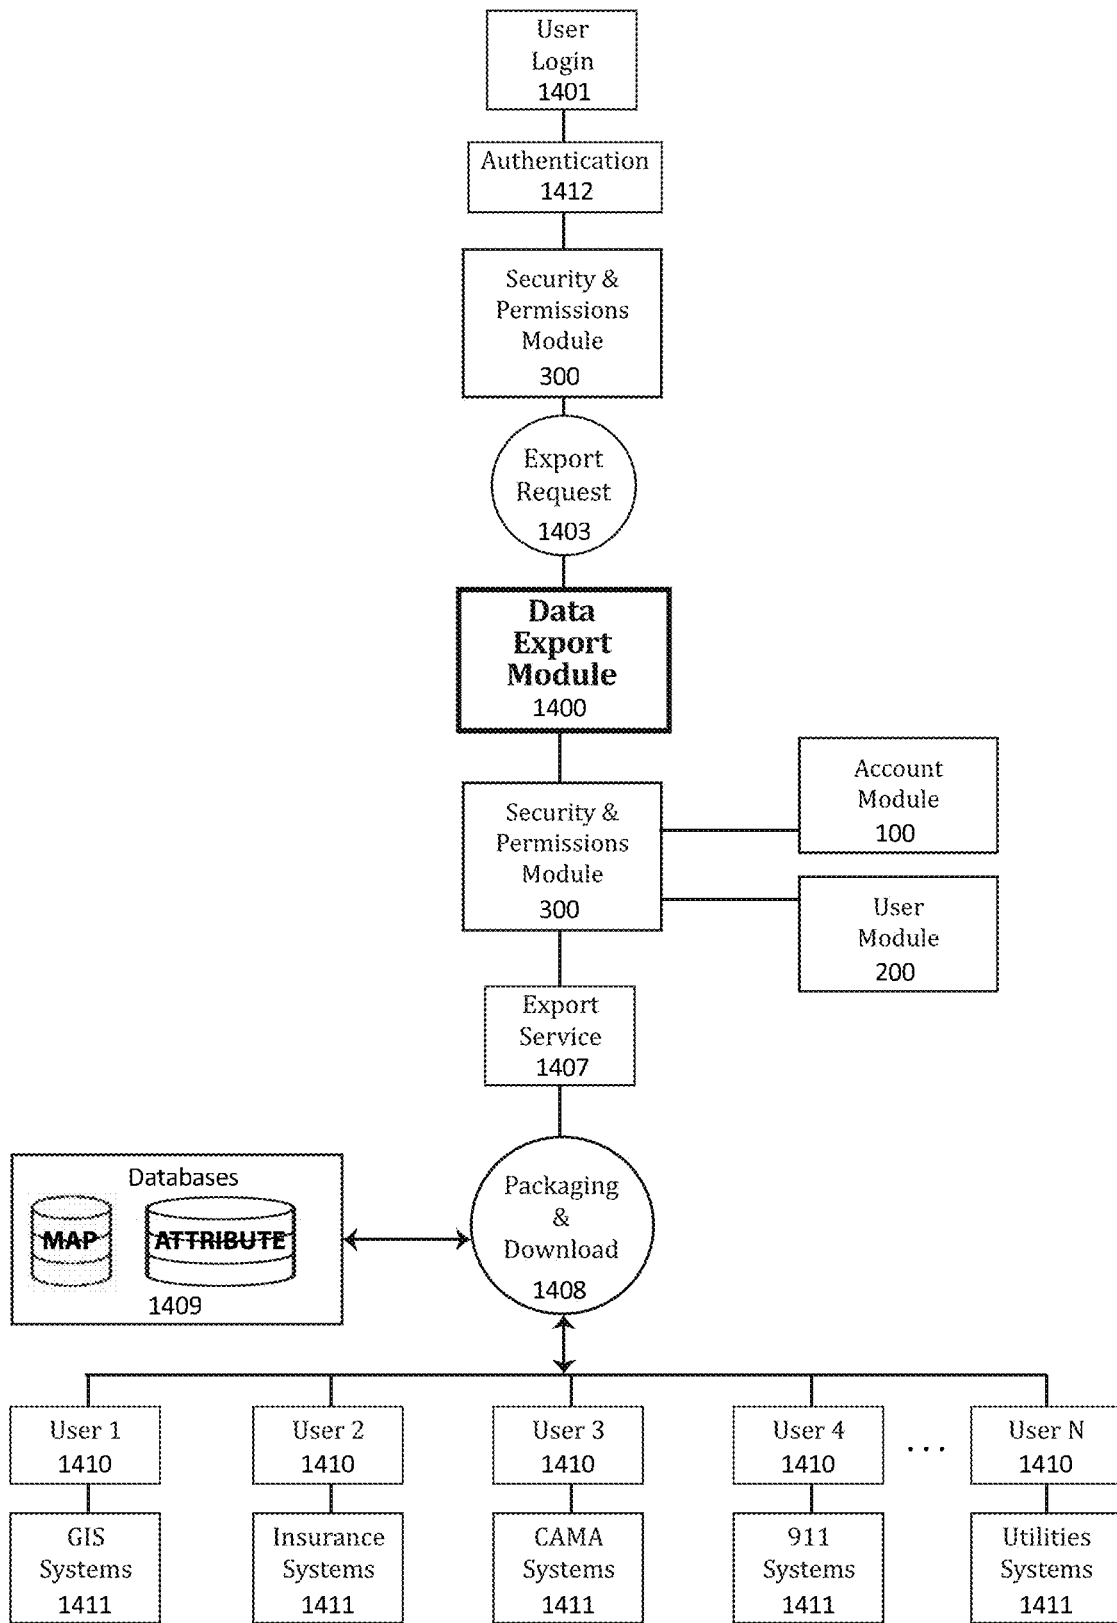 User
Login
1401
Authentication
1412
Security &
Permissions
Module
300
Export
Request
1403
Data
Export
Module
1400
Account
Module
100
Security &
Permissions
Module
300
User
Module
200
Export
Service
1407
Databases
MAP ATTRIBUTE
1409
Packaging
&
Download
1408
User 1
1410
User 2
1410
User 3
1410
User 4
1410
...
User N
1410
GIS
Systems
1411
Insurance
Systems
1411
CAMA
Systems
1411
911
Systems
1411
Utilities
Systems
1411